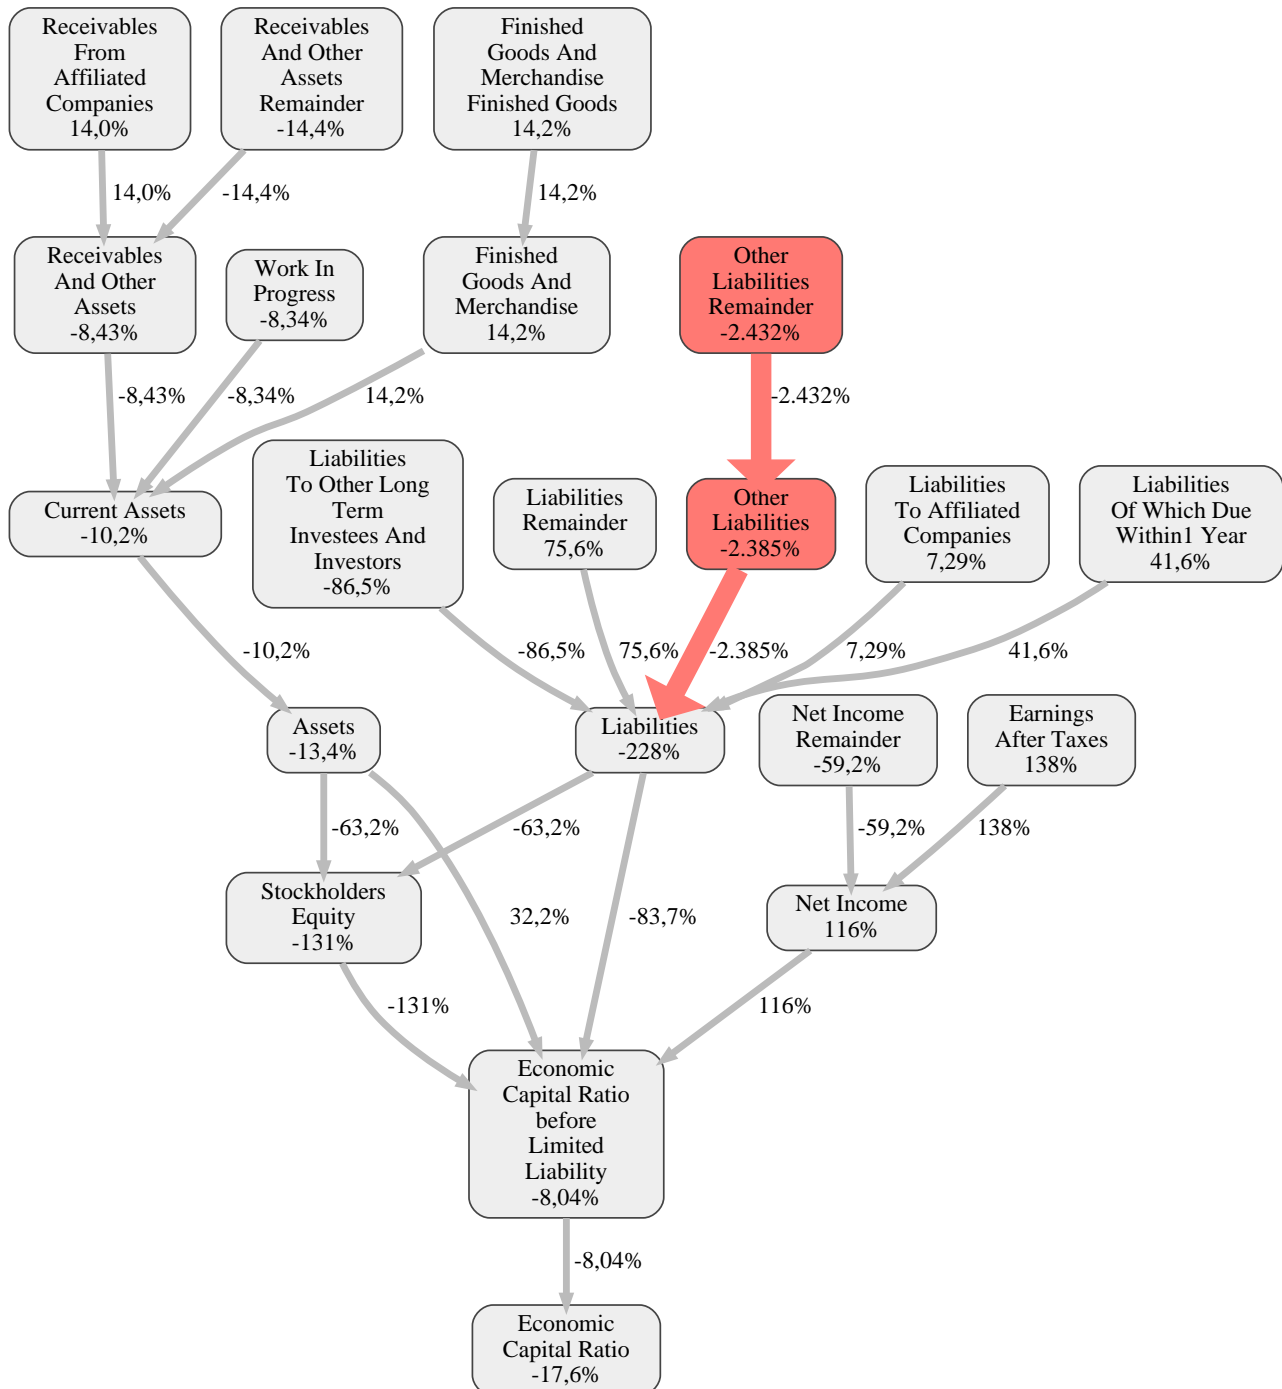 Receivables
From
Affiliated
Companies
14,0%
Receivables
And Other
Assets
Remainder
-14,4%
Finished
Goods And
Merchandise
Finished Goods
14,2%
14,0%
-14,4%
14,2%
Receivables
And Other
Assets
-8,43%
Work In
Progress
-8,34%
Finished
Goods And
Merchandise
14,2%
Other
Liabilities
Remainder
-2.432%
-8,43%
-8,34%
14,2%
-2.432%
Current Assets
-10,2%
Liabilities
To Other Long
Term
Investees And
Investors
-86,5%
Liabilities
Remainder
75,6%
Other
Liabilities
-2.385%
Liabilities
To Affiliated
Companies
7,29%
Liabilities
Of Which Due
Within1 Year
41,6%
-10,2%
-86,5%
75,6%
-2.385%
7,29%
41,6%
Assets
-13,4%
Liabilities
-228%
Net Income
Remainder
-59,2%
Earnings
After Taxes
138%
-63,2%
-63,2%
-59,2%
138%
Stockholders
Equity
-131%
32,2%
-83,7%
Net Income
116%
-131%
116%
Economic
Capital Ratio
before
Limited
Liability
-8,04%
-8,04%
Economic
Capital Ratio
-17,6%